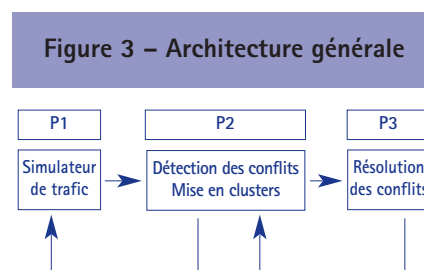 Figure 3 – Architecture générale
P1
P2
P3
Simulateur
de trafic
Détection des conflits
Mise en clusters
Résolution
des conflits